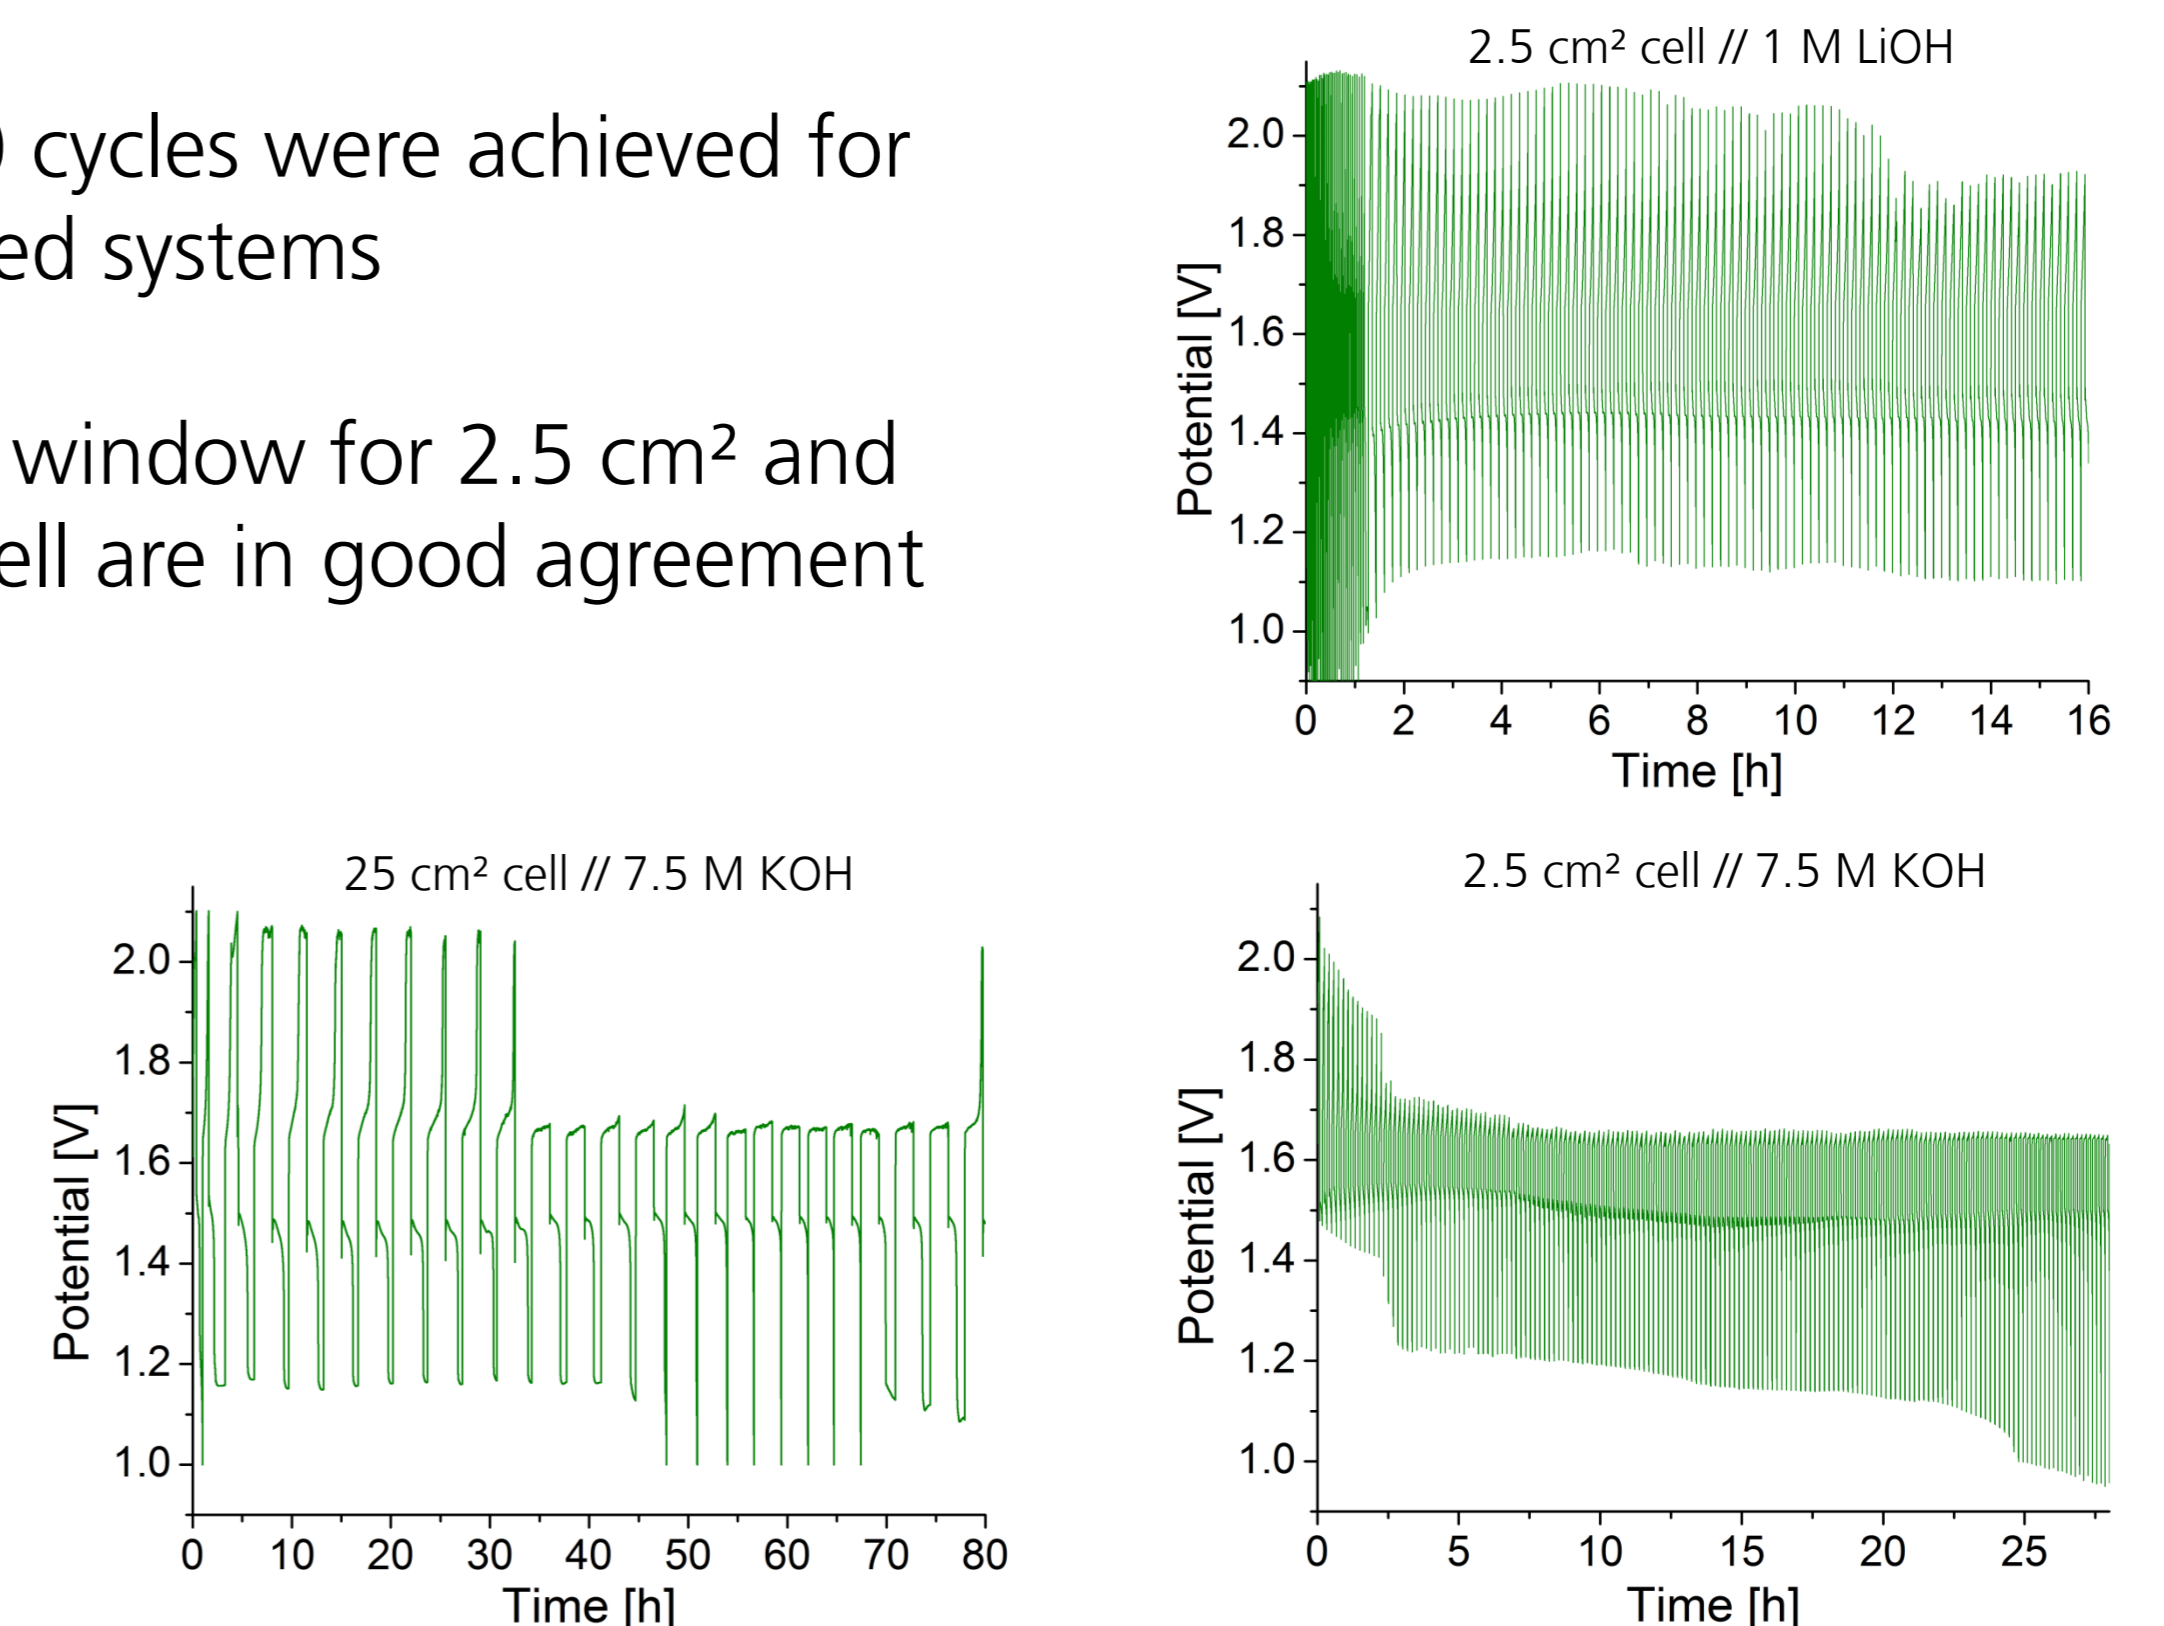 cycles were achieved for
systems
window for 2.5 cm² and
are in good agreement
2.5 cm² cell // 1 M LiOH
Potential [V]
2.0
1.8
1.6
1.4
1.2
1.0
0 2 4 6 8 10 12 14 16
Time [h]
25 cm² cell // 7.5 M KOH
Potential [V]
2.0
1.8
1.6
1.4
1.2
1.0
0 10 20 30 40 50 60 70 80
Time [h]
2.5 cm² cell // 7.5 M KOH
Potential [V]
2.0
1.8
1.6
1.4
1.2
1.0
0 5 10 15 20 25
Time [h]